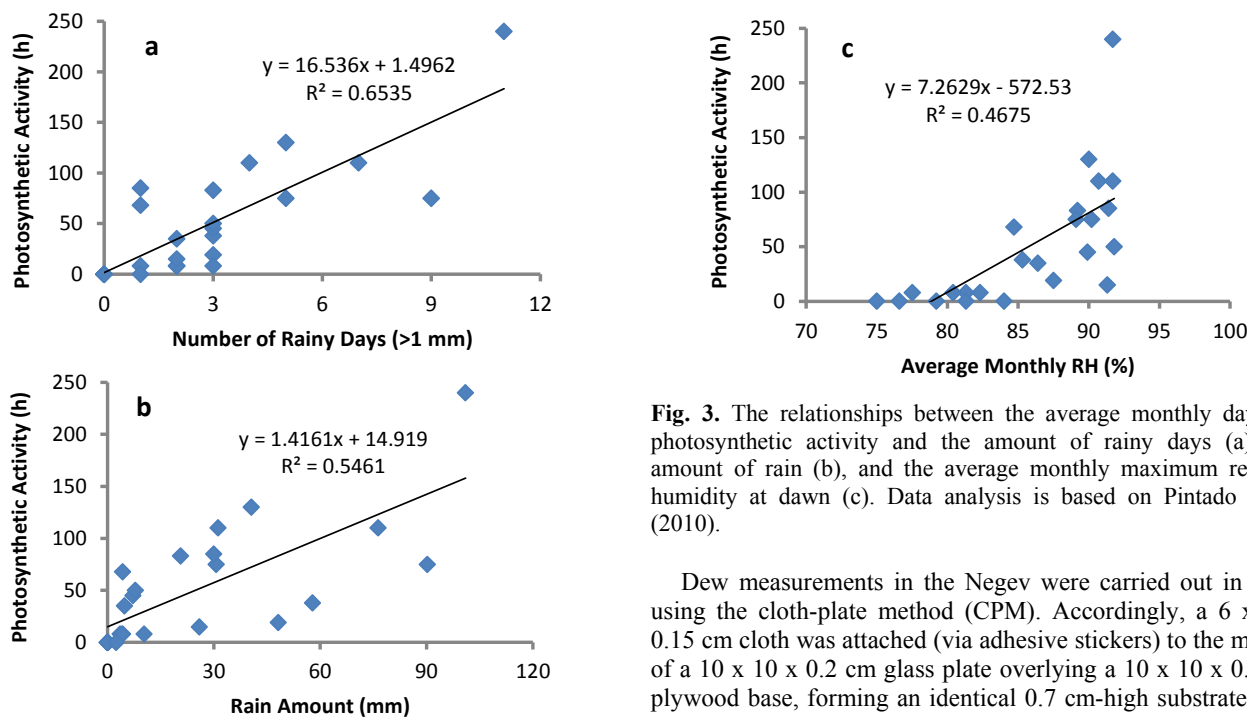 250
200
150
100
50
0
Photosynthetic Activity (h)
a
y = 16.536x + 1.4962
R² = 0.6535
0 3 6 9 12
Number of Rainy Days (>1 mm)
250
200
150
100
50
0
Photosynthetic Activity (h)
b
y = 1.4161x + 14.919
R² = 0.5461
0 30 60 90 120
Rain Amount (mm)
250
200
150
100
50
0
Photosynthetic Activity (h)
c
y = 7.2629x - 572.53
R² = 0.4675
70 75 80 85 90 95 100
Average Monthly RH (%)
Fig. 3. The relationships between the average monthly day
photosynthetic activity and the amount of rainy days (a)
amount of rain (b), and the average monthly maximum re
humidity at dawn (c). Data analysis is based on Pintado
(2010).
Dew measurements in the Negev were carried out in
using the cloth-plate method (CPM). Accordingly, a 6 x
0.15 cm cloth was attached (via adhesive stickers) to the m
of a 10 x 10 x 0.2 cm glass plate overlying a 10 x 10 x 0.
plywood base, forming an identical 0.7 cm-high substrate